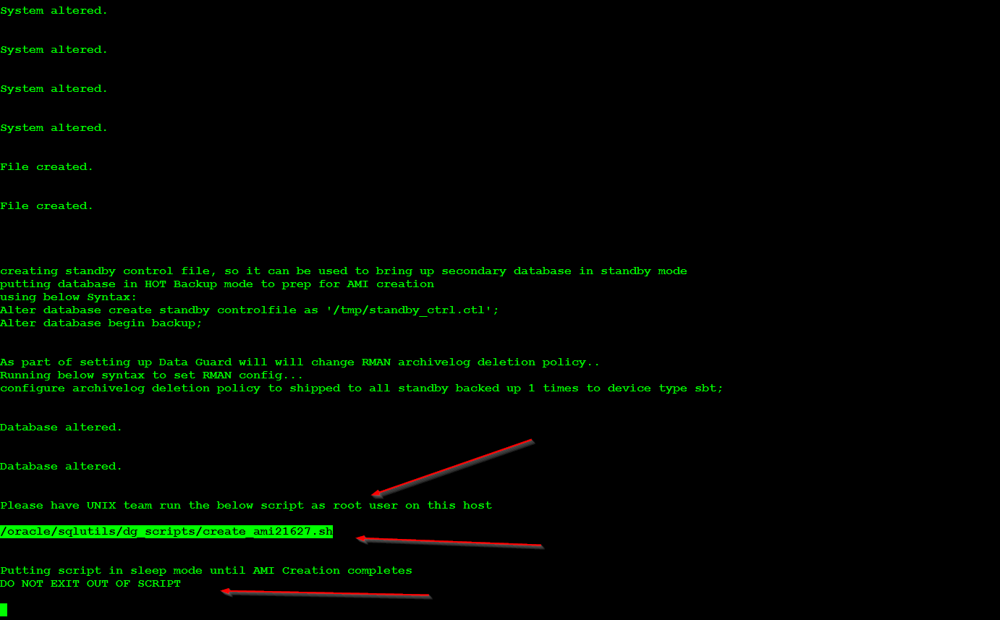 System altered.
System altered.
System altered.
System altered.
File created.
File created.
creating standby control file, so it can be used to bring up secondary database in standby mode
putting database in HOT Backup mode to prep for AMI creation
using below Syntax:
Alter database create standby controlfile as '/tmp/standby_ctrl.ctl';
Alter database begin backup;
As part of setting up Data Guard will will change RMAN archivelog deletion policy..
Running below syntax to set RMAN config...
configure archivelog deletion policy to shipped to all standby backed up 1 times to device type sbt;
Database altered.
Database altered.
Please have UNIX team run the below script as root user on this host
/oracle/sqlutils/dg_scripts/create_ami21627.sh
Putting script in sleep mode until AMI Creation completes
DO NOT EXIT OUT OF SCRIPT